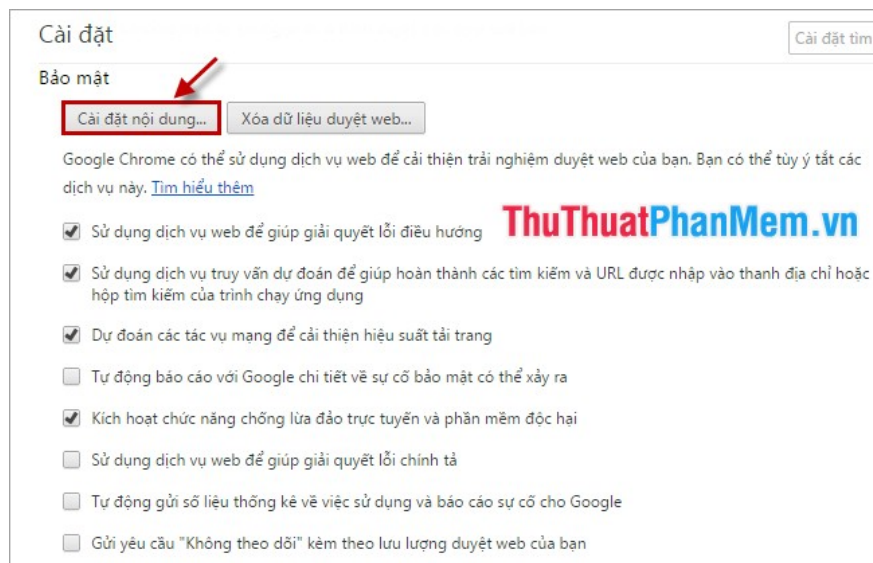 Cài đặt
Cài đặt tìm
Bảo mật
Cài đặt nội dung...
Xóa dữ liệu duyệt web...
Google Chrome có thể sử dụng dịch vụ web để cải thiện trải nghiệm duyệt web của bạn. Bạn có thể tùy ý tắt các
dịch vụ này. Tìm hiểu thêm
ThuThuatPhanMem.vn
Sử dụng dịch vụ web để giúp giải quyết lỗi điều hướng
Sử dụng dịch vụ truy vấn dự đoán để giúp hoàn thành các tìm kiếm và URL được nhập vào thanh địa chỉ hoặc
hộp tìm kiếm của trình chạy ứng dụng
Dự đoán các tác vụ mạng để cải thiện hiệu suất tải trang
Tự động báo cáo với Google chi tiết về sự cố bảo mật có thể xảy ra
Kích hoạt chức năng chống lừa đảo trực tuyến và phần mềm độc hại
Sử dụng dịch vụ web để giúp giải quyết lỗi chính tả
Tự động gửi số liệu thống kê về việc sử dụng và báo cáo sự cố cho Google
Gửi yêu cầu "Không theo dõi" kèm theo lưu lượng duyệt web của bạn